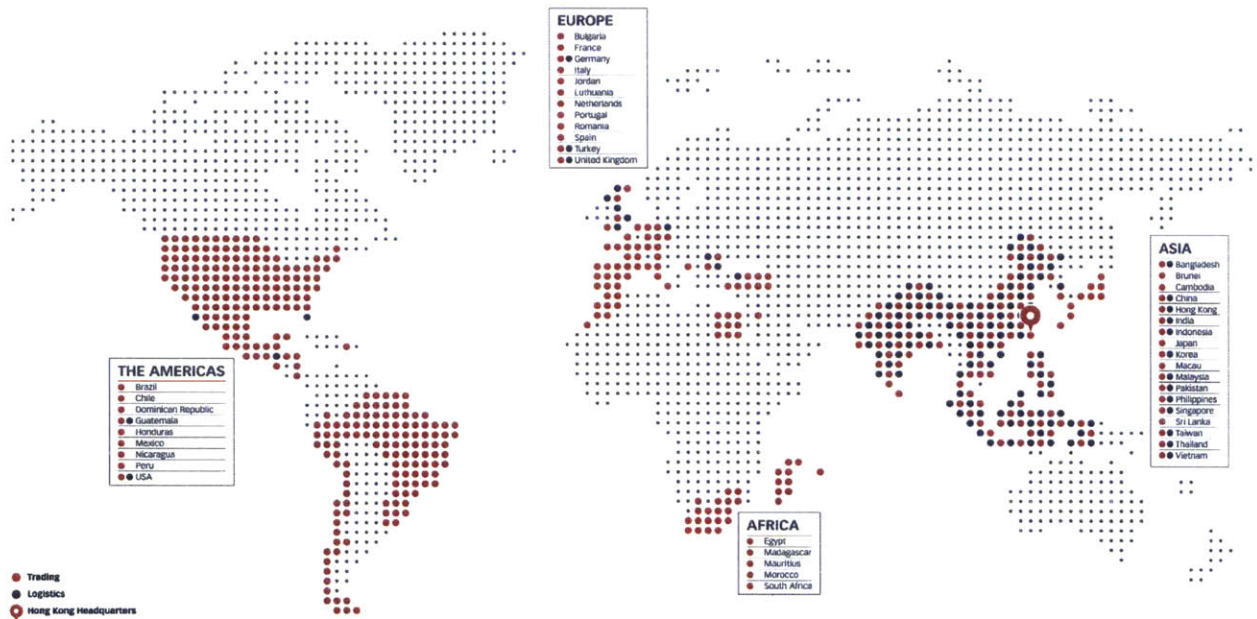 EUROPE
Bulgaria
France
Germany
Italy
Jordan
Luthuania
Netherlands
Portugal
Romania
Spain
Turkey
United Kingdom
ASIA
Bangladesh
Brunei
Cambodia
China
Hong Kong
India
Indonesia
Japan
Korea
Macau
Malaysia
Pakistan
Philippines
Singapore
Sri Lanka
Taiwan
Thailand
Vietnam
THE AMERICAS
Brazil
Chile
Dominican Republic
Guatemala
Honduras
Mexico
Nicaragua
Peru
USA
AFRICA
Egypt
Madagascar
Mauritius
Morocco
South Africa
Trading
Logistics
Hong Kong Headquarters